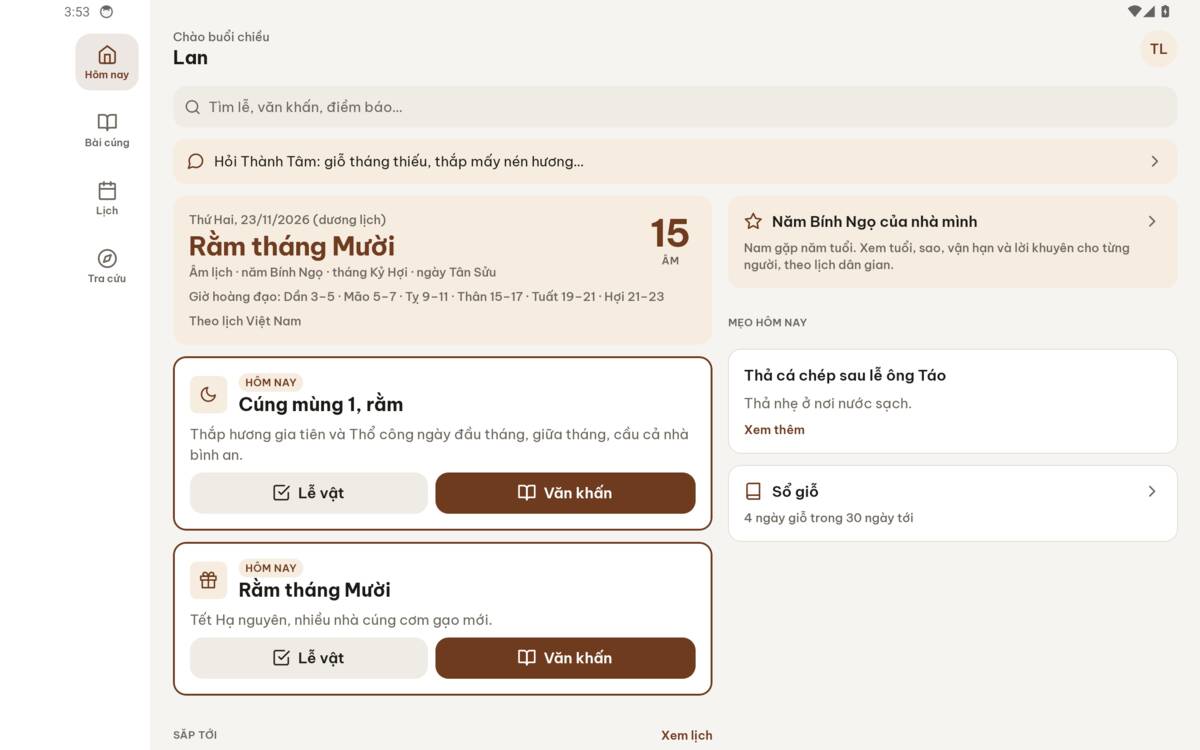 3:53
Hôm nay
Bài cúng
Lịch
Tra cứu
Chào buổi chiều
Lan
TL
Tìm lễ, văn khấn, điềm báo...
Hỏi Thành Tâm: giỗ tháng thiếu, thắp mấy nén hương...
Thứ Hai, 23/11/2026 (dương lịch)
Rằm tháng Mười
15
ÂM
Âm lịch · năm Bính Ngọ · tháng Kỷ Hợi · ngày Tân Sửu
Giờ hoàng đạo: Dần 3–5 · Mão 5–7 · Tỵ 9–11 · Thân 15–17 · Tuất 19–21 · Hợi 21–23
Theo lịch Việt Nam
HÔM NAY
Cúng mùng 1, rằm
Thắp hương gia tiên và Thổ công ngày đầu tháng, giữa tháng, cầu cả nhà
bình an.
Lễ vật
Văn khấn
HÔM NAY
Rằm tháng Mười
Tết Hạ nguyên, nhiều nhà cúng cơm gạo mới.
Lễ vật
Văn khấn
SẮP TỚI
Xem lịch
Năm Bính Ngọ của nhà mình
Nam gặp năm tuổi. Xem tuổi, sao, vận hạn và lời khuyên cho từng
người, theo lịch dân gian.
MẸO HÔM NAY
Thả cá chép sau lễ ông Táo
Thả nhẹ ở nơi nước sạch.
Xem thêm
Sổ giỗ
4 ngày giỗ trong 30 ngày tới